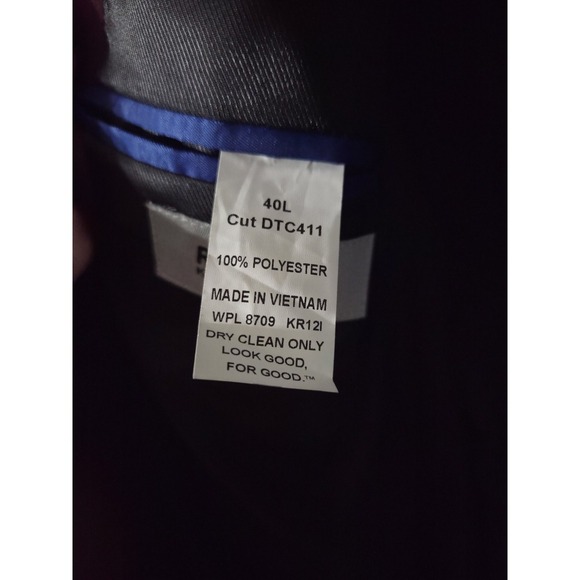 40L
Cut DTC411
100% POLYESTER
MADE IN VIETNAM
WPL 8709 KR12I
DRY CLEAN ONLY
LOOK GOOD,
FOR GOOD.™